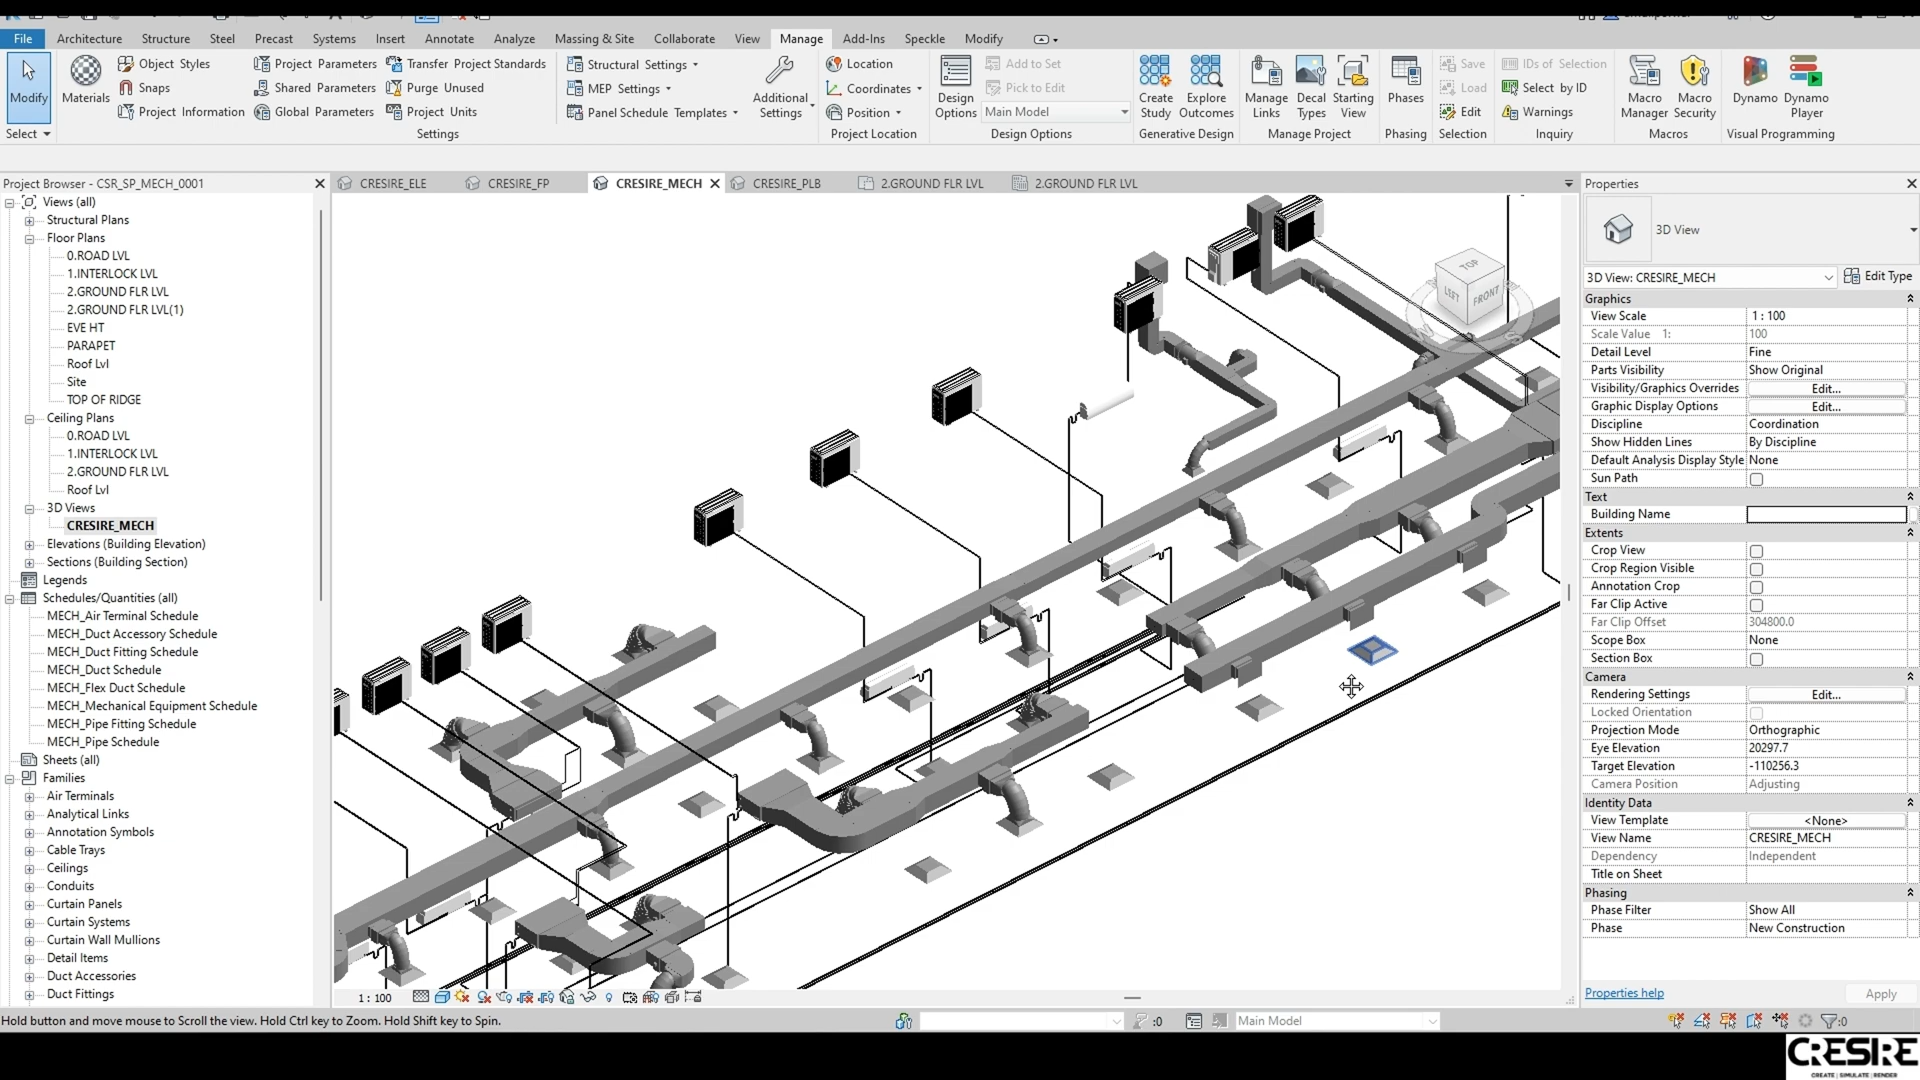 File Architecture Structure Steel Precast Systems Insert Annotate Analyze Massing & Site Collaborate View Manage Add-Ins Speckle Modify
Modify
Select
Materials
Object Styles
Snaps
Project Information
Project Parameters
Shared Parameters
Global Parameters
Transfer Project Standards
Purge Unused
Project Units
Settings
Structural Settings
MEP Settings
Panel Schedule Templates
Additional Settings
Location
Coordinates
Position
Project Location
Design Options
Add to Set
Pick to Edit
Main Model
Design Options
Create Study
Explore Outcomes
Generative Design
Manage Links
Decal Types
Starting View
Manage Project
Phases
Phasing
Save
Load
Edit
Selection
IDs of Selection
Select by ID
Warnings
Inquiry
Macro Manager
Macro Security
Macros
Dynamo
Dynamo Player
Visual Programming
Project Browser - CSR_SP_MECH_0001
Views (all)
Structural Plans
Floor Plans
0.ROAD LVL
1.INTERLOCK LVL
2.GROUND FLR LVL
2.GROUND FLR LVL(1)
EVE HT
PARAPET
Roof Lvl
Site
TOP OF RIDGE
Ceiling Plans
0.ROAD LVL
1.INTERLOCK LVL
2.GROUND FLR LVL
Roof Lvl
3D Views
CRESIRE_MECH
Elevations (Building Elevation)
Sections (Building Section)
Legends
Schedules/Quantities (all)
MECH_Air Terminal Schedule
MECH_Duct Accessory Schedule
MECH_Duct Fitting Schedule
MECH_Duct Schedule
MECH_Flex Duct Schedule
MECH_Mechanical Equipment Schedule
MECH_Pipe Fitting Schedule
MECH_Pipe Schedule
Sheets (all)
Families
Air Terminals
Analytical Links
Annotation Symbols
Cable Trays
Ceilings
Conduits
Curtain Panels
Curtain Systems
Curtain Wall Mullions
Detail Items
Duct Accessories
Duct Fittings
CRESIRE_ELE CRESIRE_FP CRESIRE_MECH CRESIRE_PLB 2.GROUND FLR LVL 2.GROUND FLR LVL
TOP
LEFT
FRONT
1 : 100
Properties
3D View
3D View: CRESIRE_MECH Edit Type
Graphics
View Scale 1 : 100
Scale Value 1: 100
Detail Level Fine
Parts Visibility Show Original
Visibility/Graphics Overrides Edit...
Graphic Display Options Edit...
Discipline Coordination
Show Hidden Lines By Discipline
Default Analysis Display Style None
Sun Path
Text
Building Name
Extents
Crop View
Crop Region Visible
Annotation Crop
Far Clip Active
Far Clip Offset 304800.0
Scope Box None
Section Box
Camera
Rendering Settings Edit...
Locked Orientation
Projection Mode Orthographic
Eye Elevation 20297.7
Target Elevation -110256.3
Camera Position Adjusting
Identity Data
View Template <None>
View Name CRESIRE_MECH
Dependency Independent
Title on Sheet
Phasing
Phase Filter Show All
Phase New Construction
Properties help Apply
Hold button and move mouse to Scroll the view. Hold Ctrl key to Zoom. Hold Shift key to Spin.
:0
Main Model
:0
CRESIRE
CREATE | SIMULATE | RENDER